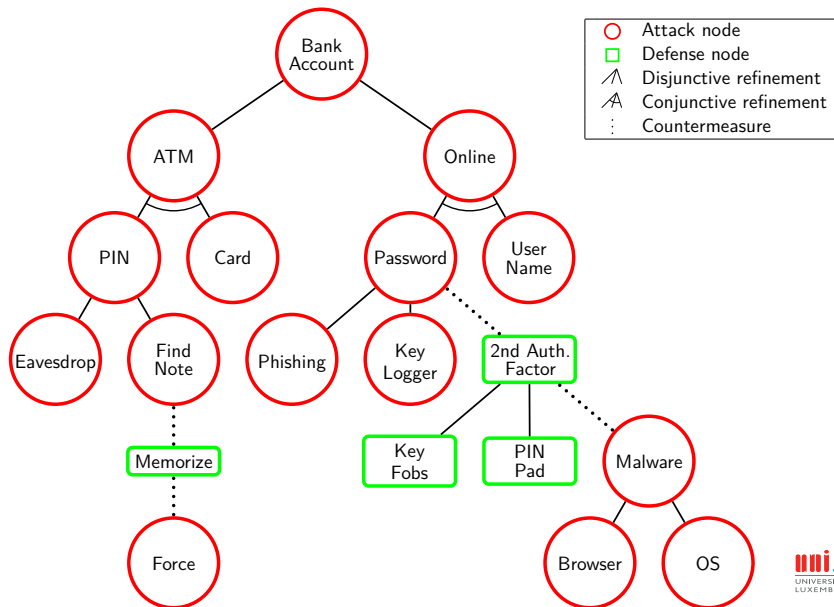 Bank
Account
Attack node
Defense node
Disjunctive refinement
Conjunctive refinement
Countermeasure
ATM
Online
PIN
Card
Password
User
Name
Eavesdrop
Find
Note
Phishing
Key
Logger
2nd Auth.
Factor
Memorize
Key
Fobs
PIN
Pad
Malware
Force
Browser
OS